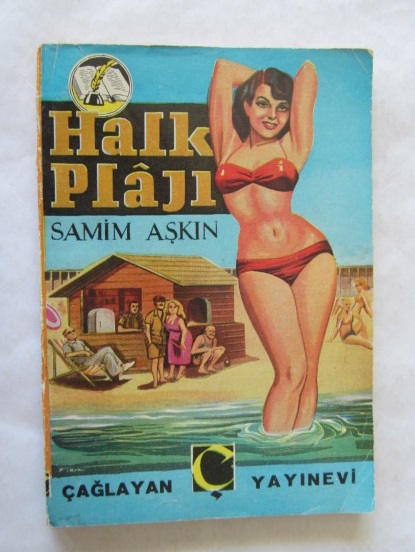 Halk
Plâjı
SAMİM AŞKIN
Ç
ÇAĞLAYAN YAYINEVİ